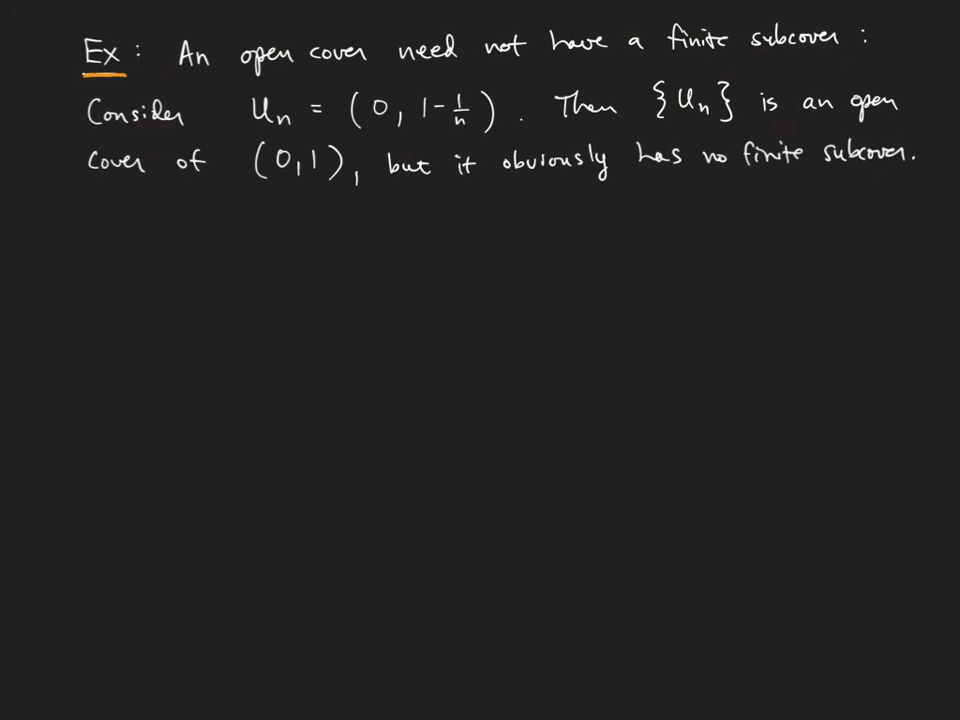 Ex: An open cover need not have a finite subcover:
Consider Un = (0, 1-1/n). Then {Un} is an open
cover of (0,1), but it obviously has no finite subcover.